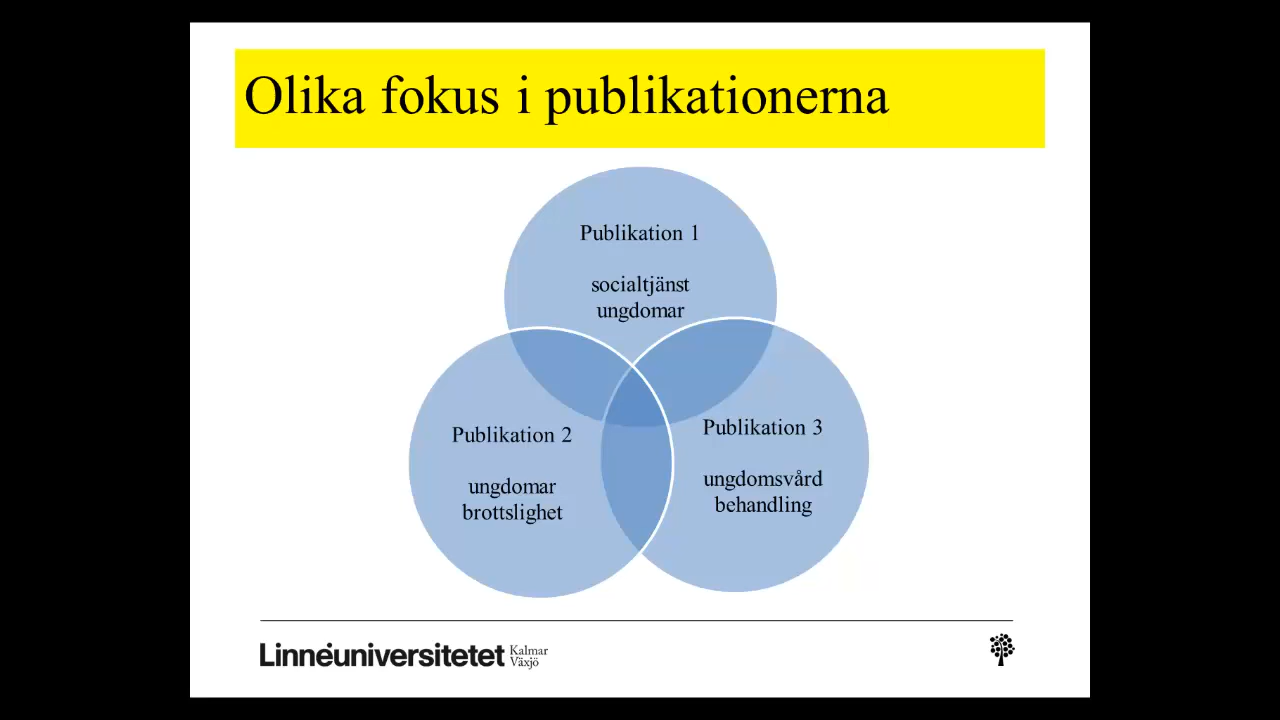 Olika fokus i publikationerna
Publikation 1
socialtjänst
ungdomar
Publikation 2
ungdomar
brottslighet
Publikation 3
ungdomsvård
behandling
Linnéuniversitetet
Kalmar
Växjö